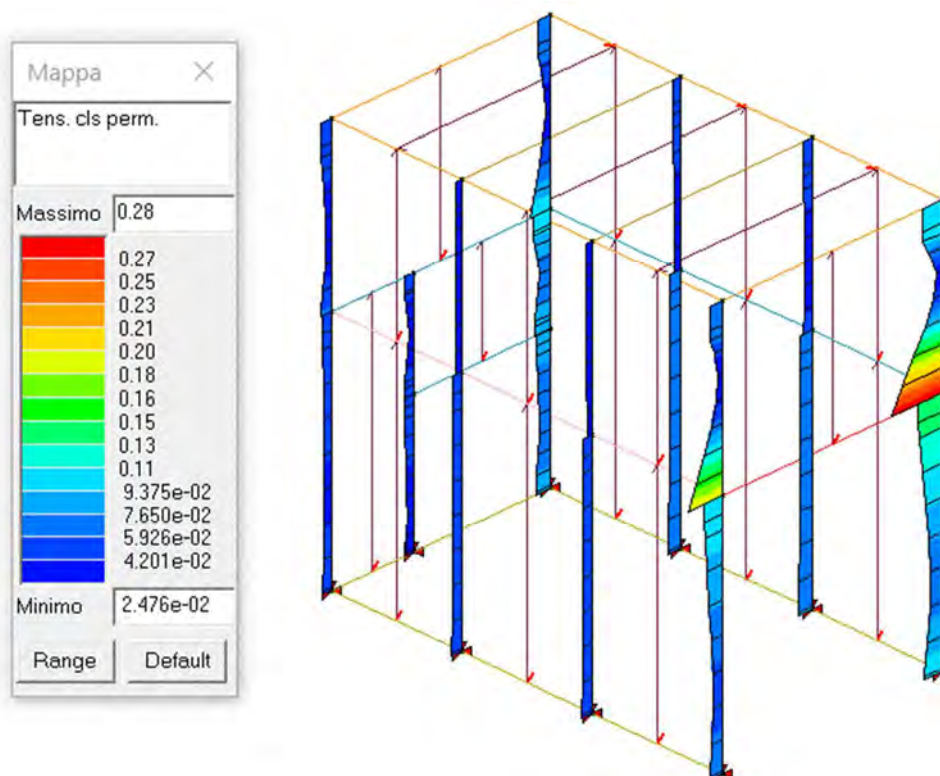 Mappa
Tens. cls perm.
Massimo 0.28
0.27
0.25
0.23
0.21
0.20
0.18
0.16
0.15
0.13
0.11
9.375e-02
7.650e-02
5.926e-02
4.201e-02
Minimo 2.476e-02
Range Default